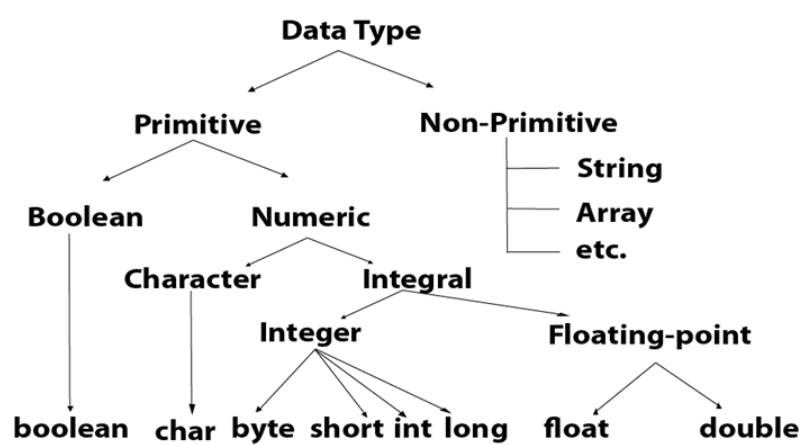 Data Type
Primitive
Non-Primitive
String
Boolean
Numeric
Array
etc.
Character
Integral
Integer
Floating-point
boolean
char
byte
short
int
long
float
double